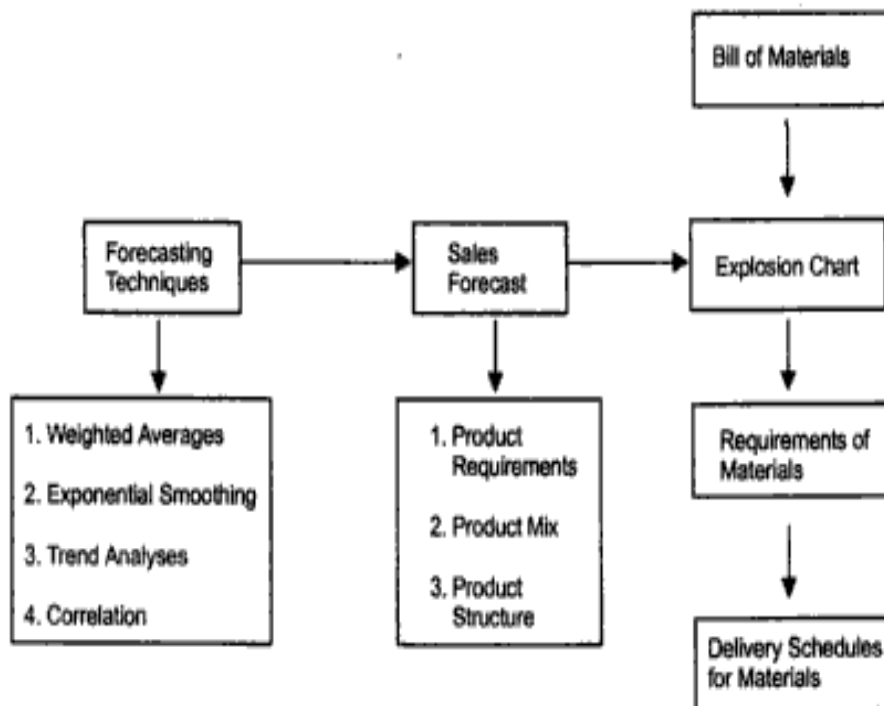 Bill of Materials
Forecasting
Techniques
Sales
Forecast
Explosion Chart
1. Weighted Averages
2. Exponential Smoothing
3. Trend Analyses
4. Correlation
1. Product
Requirements
2. Product Mix
3. Product
Structure
Requirements of
Materials
Delivery Schedules
for Materials